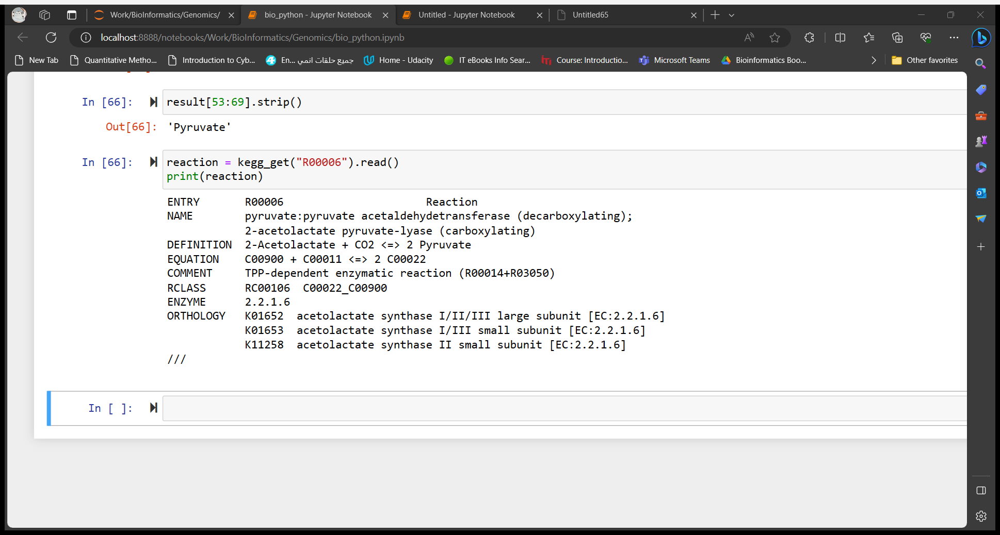 Work/BioInformatics/Genomics/
bio_python - Jupyter Notebook
Untitled - Jupyter Notebook
Untitled65
localhost:8888/notebooks/Work/BioInformatics/Genomics/bio_python.ipynb
New Tab
Quantitative Metho...
Introduction to Cyb...
En... جميع حلقات انمي
Home - Udacity
IT eBooks Info Sear...
Course: Introductio...
Microsoft Teams
Bioinformatics Boo...
Other favorites
In [66]: result[53:69].strip()
Out[66]: 'Pyruvate'
In [66]: reaction = kegg_get("R00006").read()
print(reaction)
ENTRY R00006 Reaction
NAME pyruvate:pyruvate acetaldehydetransferase (decarboxylating);
2-acetolactate pyruvate-lyase (carboxylating)
DEFINITION 2-Acetolactate + CO2 <=> 2 Pyruvate
EQUATION C00900 + C00011 <=> 2 C00022
COMMENT TPP-dependent enzymatic reaction (R00014+R03050)
RCLASS RC00106 C00022_C00900
ENZYME 2.2.1.6
ORTHOLOGY K01652 acetolactate synthase I/II/III large subunit [EC:2.2.1.6]
K01653 acetolactate synthase I/III small subunit [EC:2.2.1.6]
K11258 acetolactate synthase II small subunit [EC:2.2.1.6]
///
In [ ]: